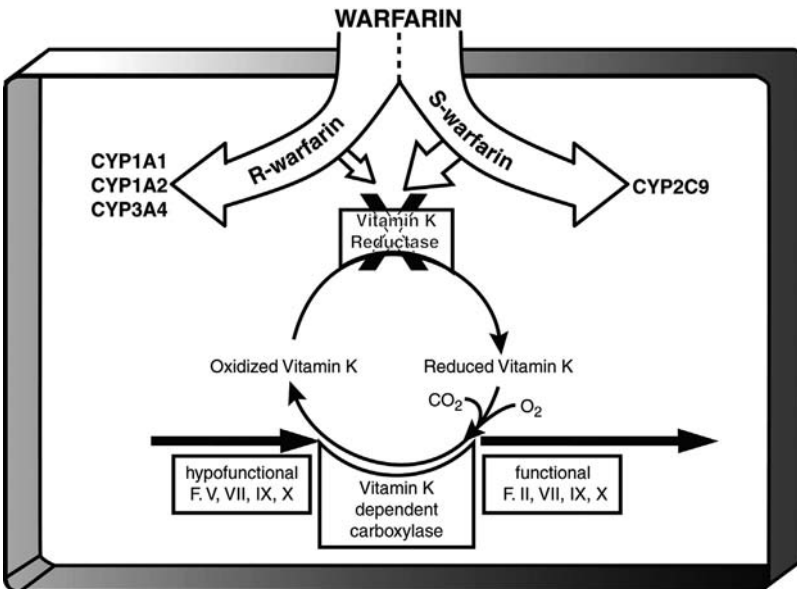 WARFARIN
R-warfarin
S-warfarin
CYP1A1
CYP1A2
CYP3A4
CYP2C9
Vitamin K
Reductase
Oxidized Vitamin K
Reduced Vitamin K
CO₂
O₂
hypofunctional
F. V, VII, IX, X
functional
F. II, VII, IX, X
Vitamin K
dependent
carboxylase